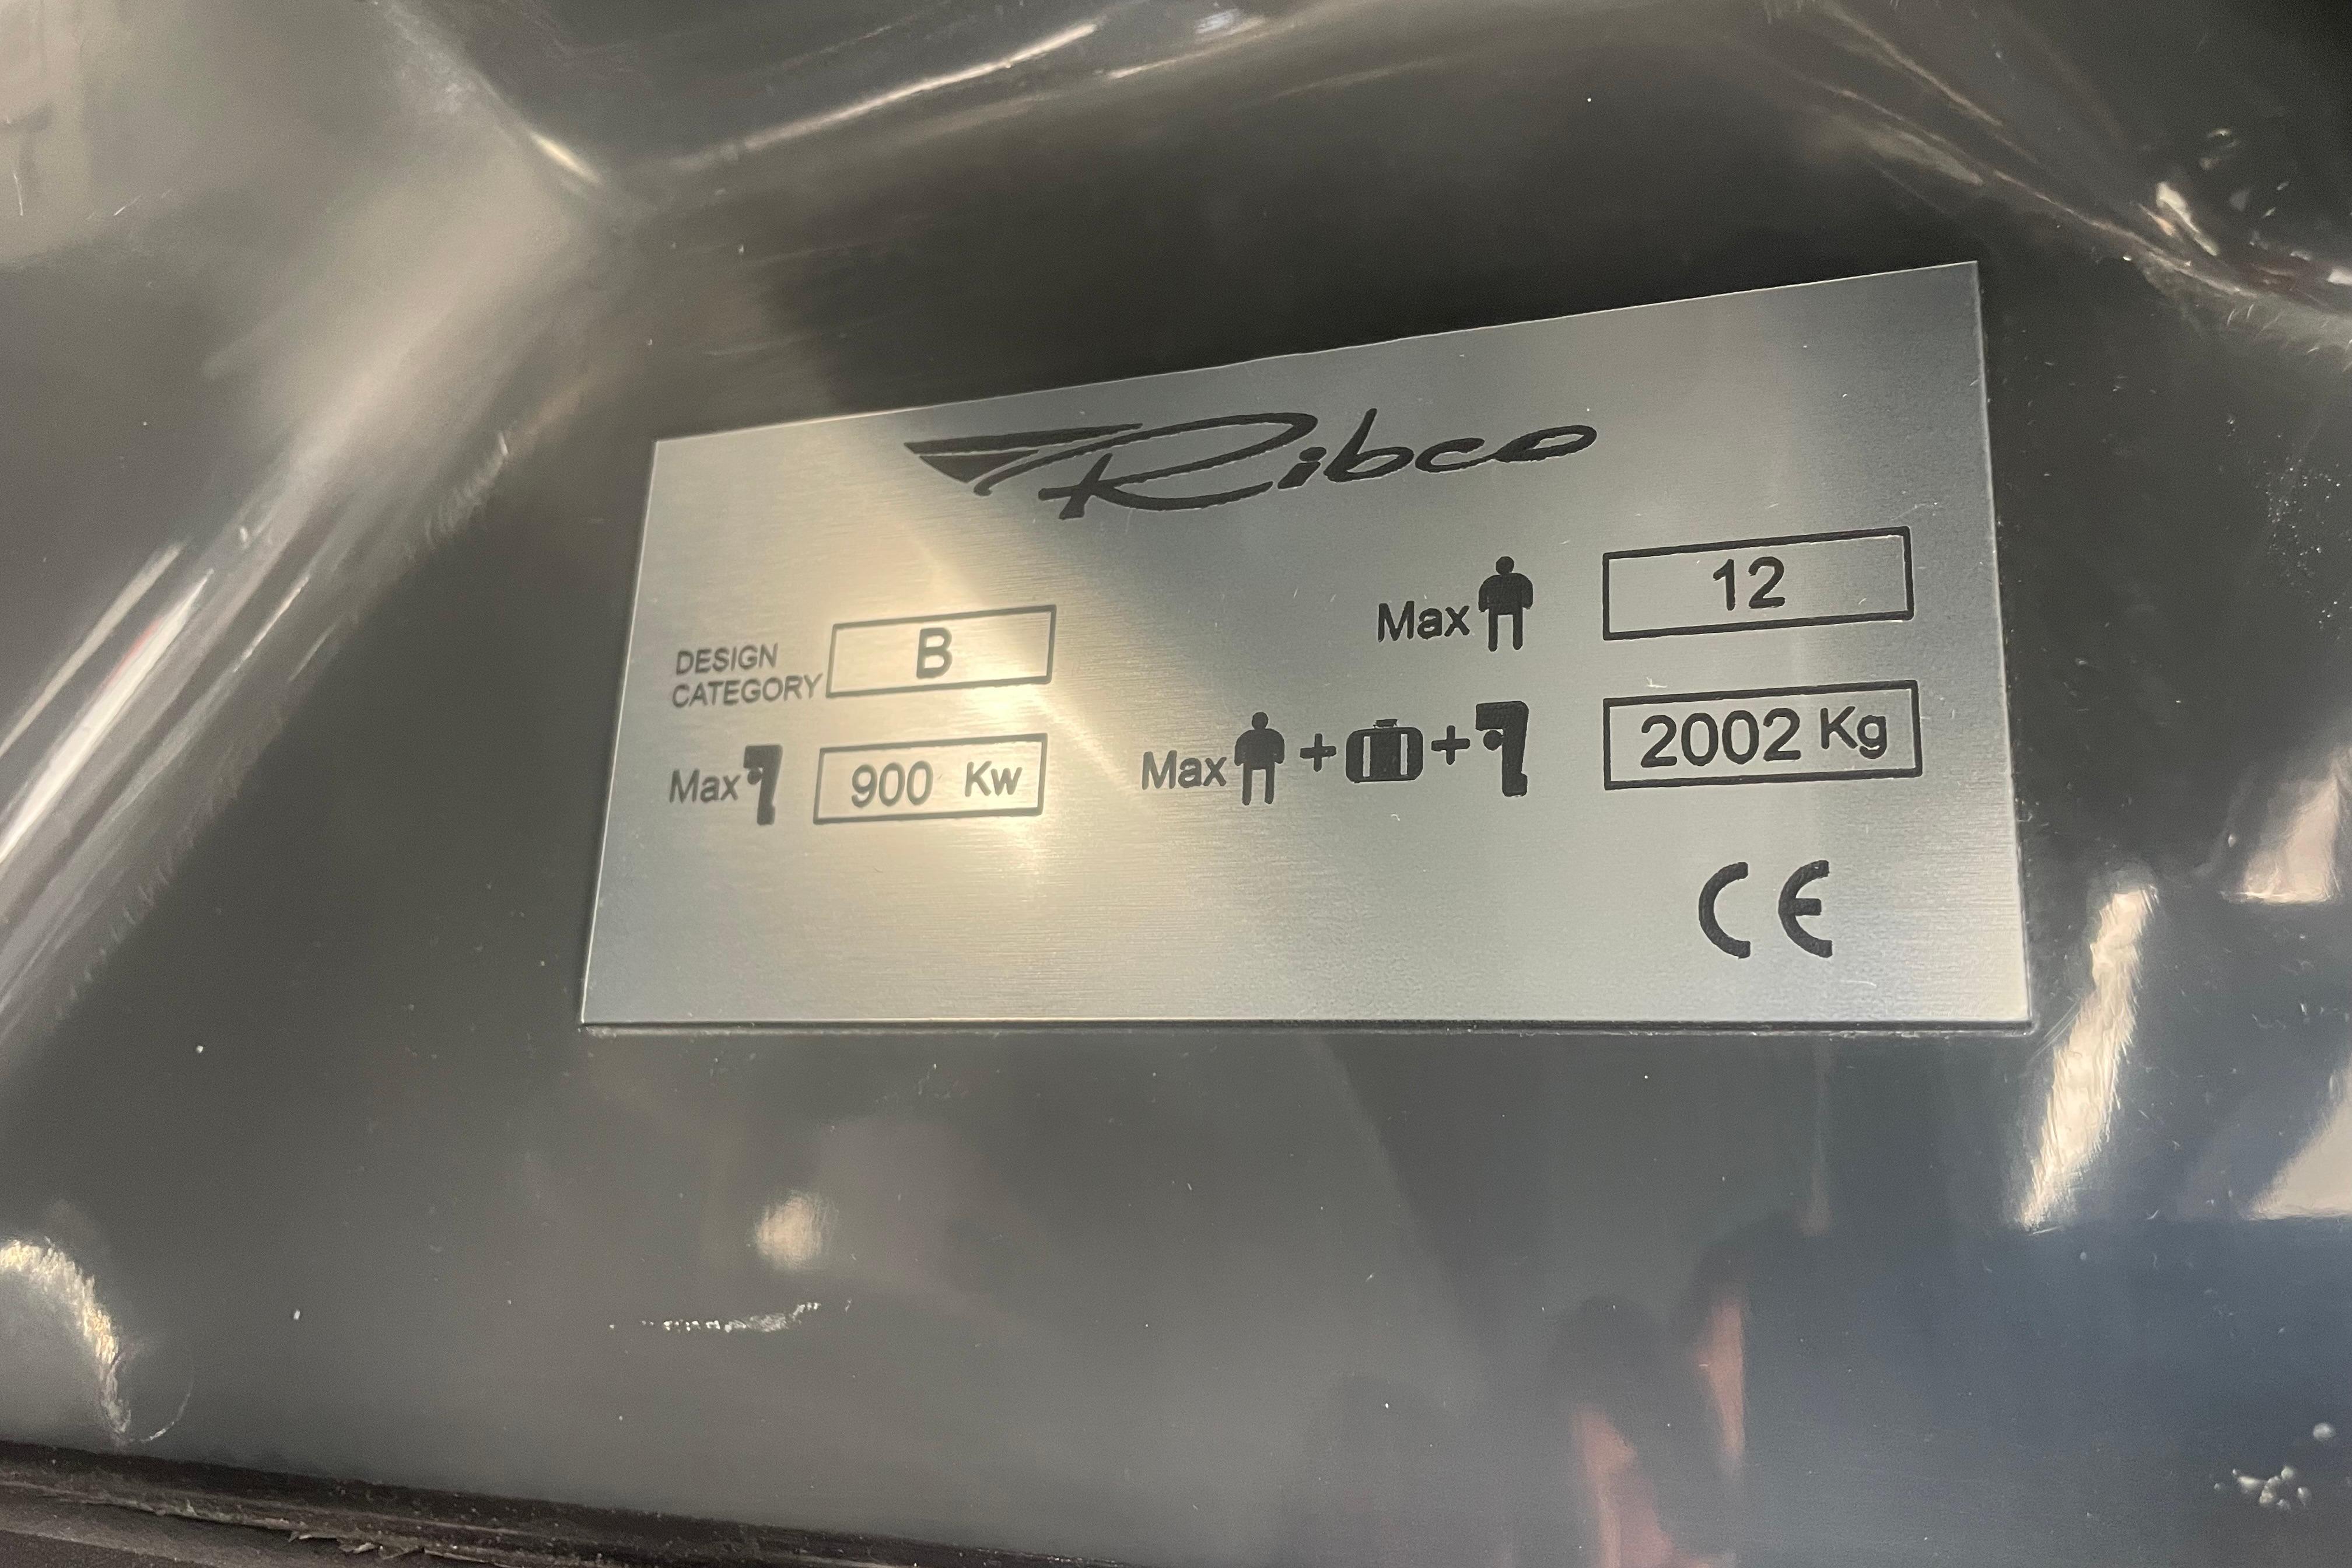 Ribco
Max 12
DESIGN
CATEGORY B
Max 900 Kw
Max + + 2002 Kg
CE